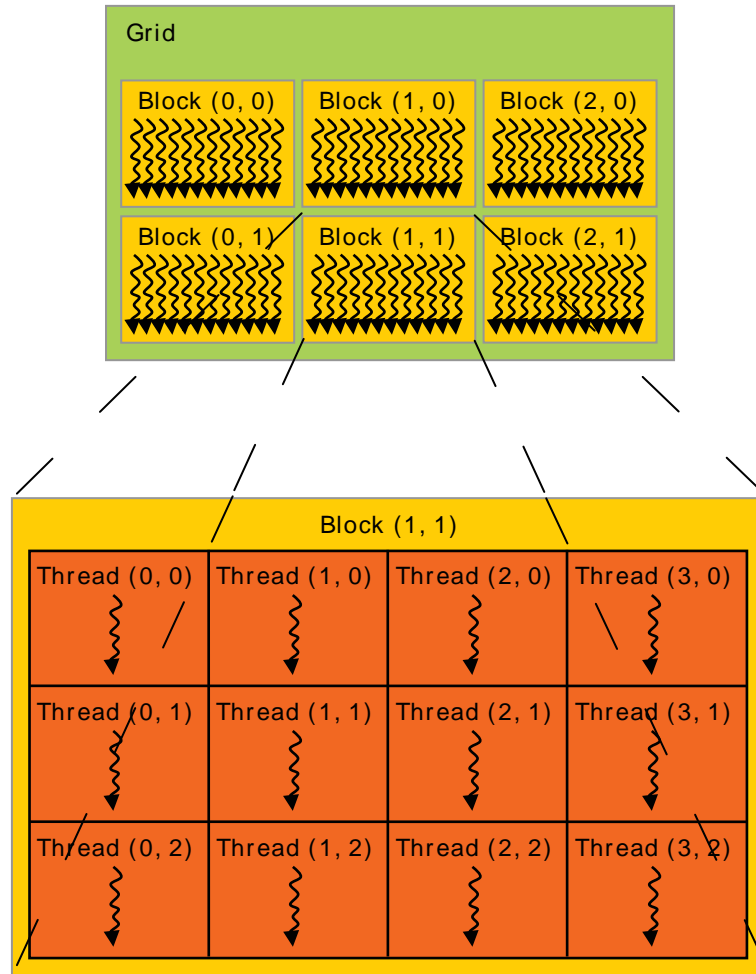 Grid
Block (0, 0) Block (1, 0) Block (2, 0)
Block (0, 1) Block (1, 1) Block (2, 1)
Block (1, 1)
Thread (0, 0) Thread (1, 0) Thread (2, 0) Thread (3, 0)
Thread (0, 1) Thread (1, 1) Thread (2, 1) Thread (3, 1)
Thread (0, 2) Thread (1, 2) Thread (2, 2) Thread (3, 2)